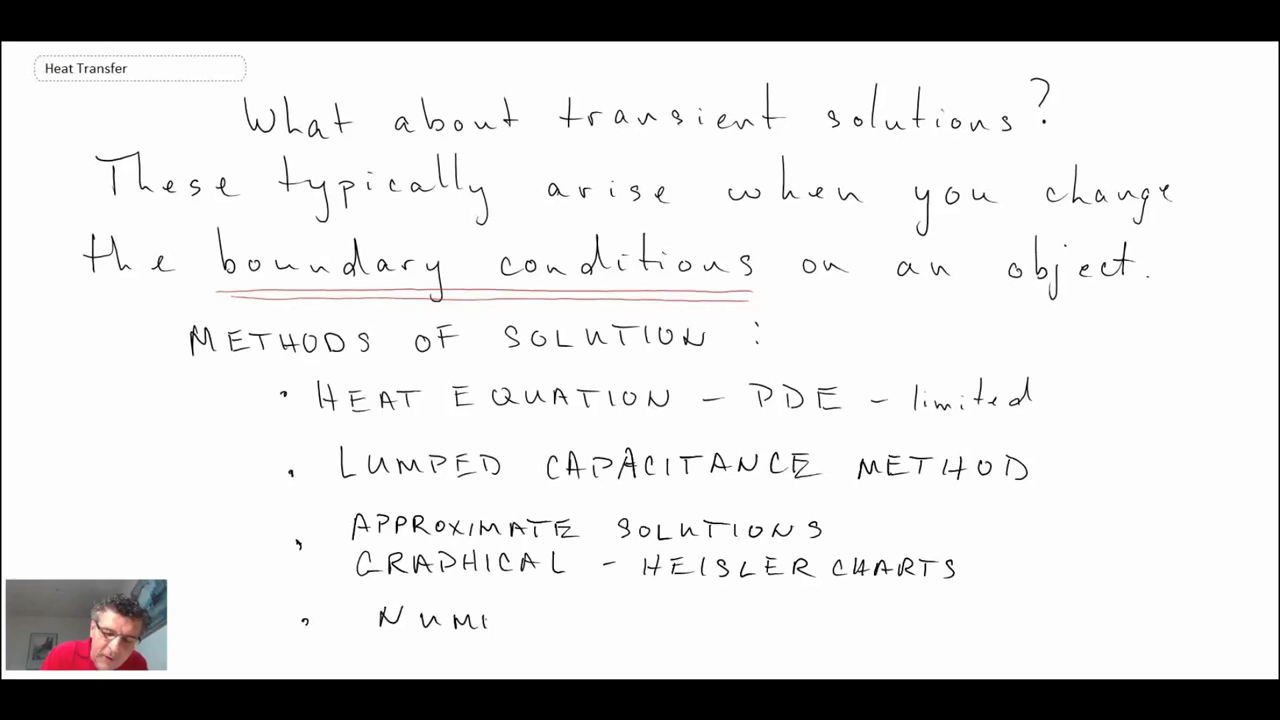 Heat Transfer
What about transient solutions?
These typically arise when you change
the boundary conditions on an object.
METHODS OF SOLUTION :
• HEAT EQUATION - PDE - limited
• LUMPED CAPACITANCE METHOD
• APPROXIMATE SOLUTIONS
GRAPHICAL - HEISLER CHARTS
• NUM